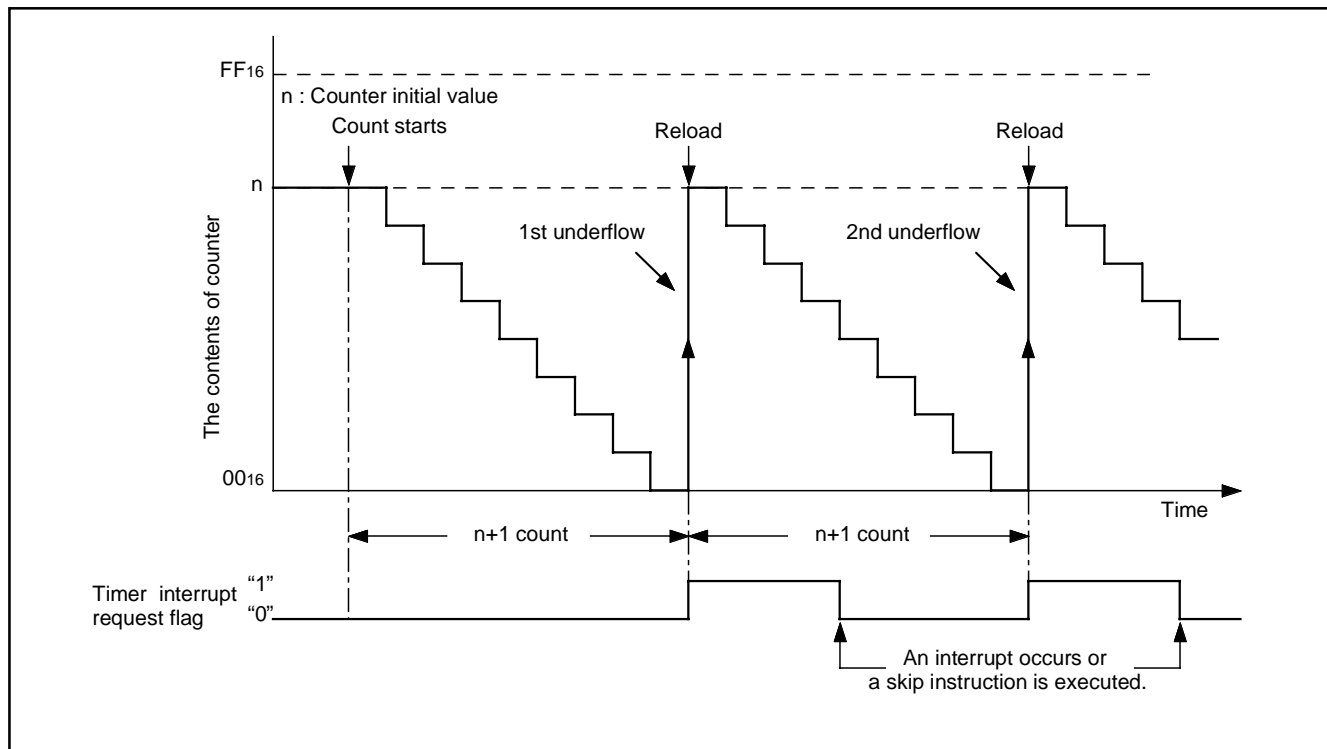 FF16
n : Counter initial value
Count starts
Reload
Reload
n
The contents of counter
1st underflow
2nd underflow
0016
Time
n+1 count
n+1 count
Timer interrupt
request flag
“1”
“0”
An interrupt occurs or
a skip instruction is executed.